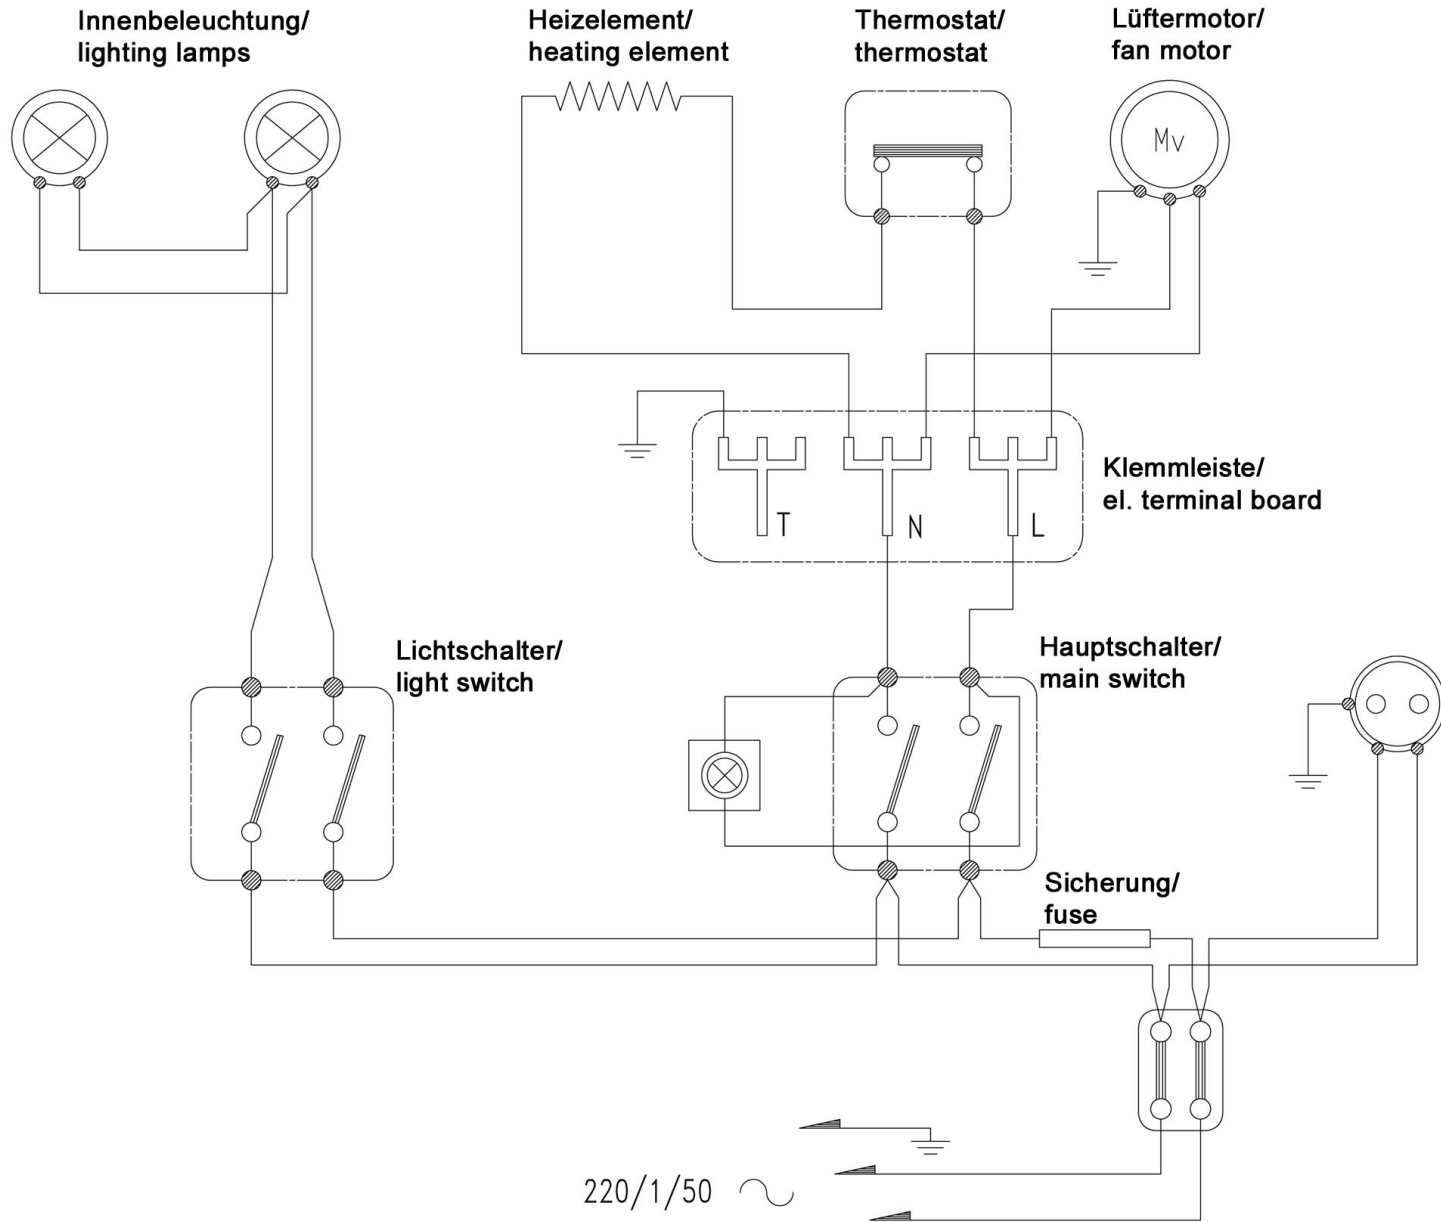 Innenbeleuchtung/
lighting lamps
Heizelement/
heating element
Thermostat/
thermostat
Lüftermotor/
fan motor
Mv
Klemmleiste/
el. terminal board
T
N
L
Lichtschalter/
light switch
Hauptschalter/
main switch
Sicherung/
fuse
220/1/50